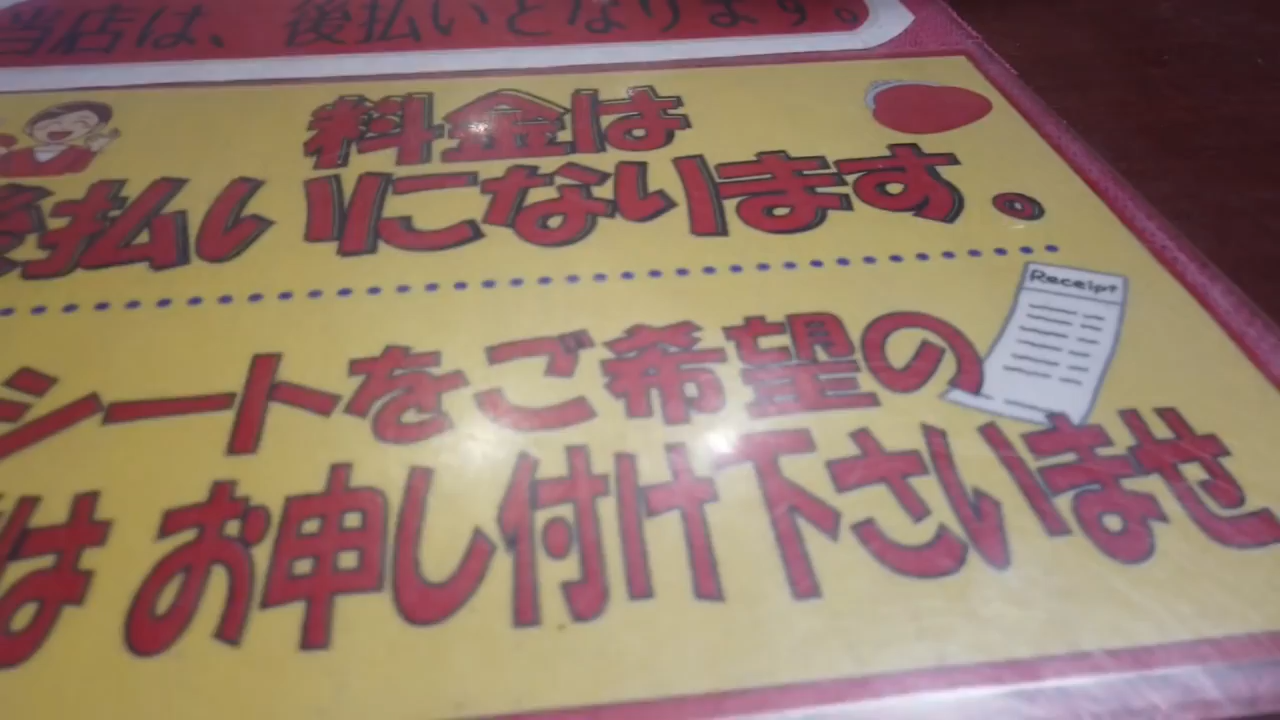 当店は、後払いとなります。
料金は
後払いになります。
Receipt
シートをご希望の
はお申し付け下さいませ